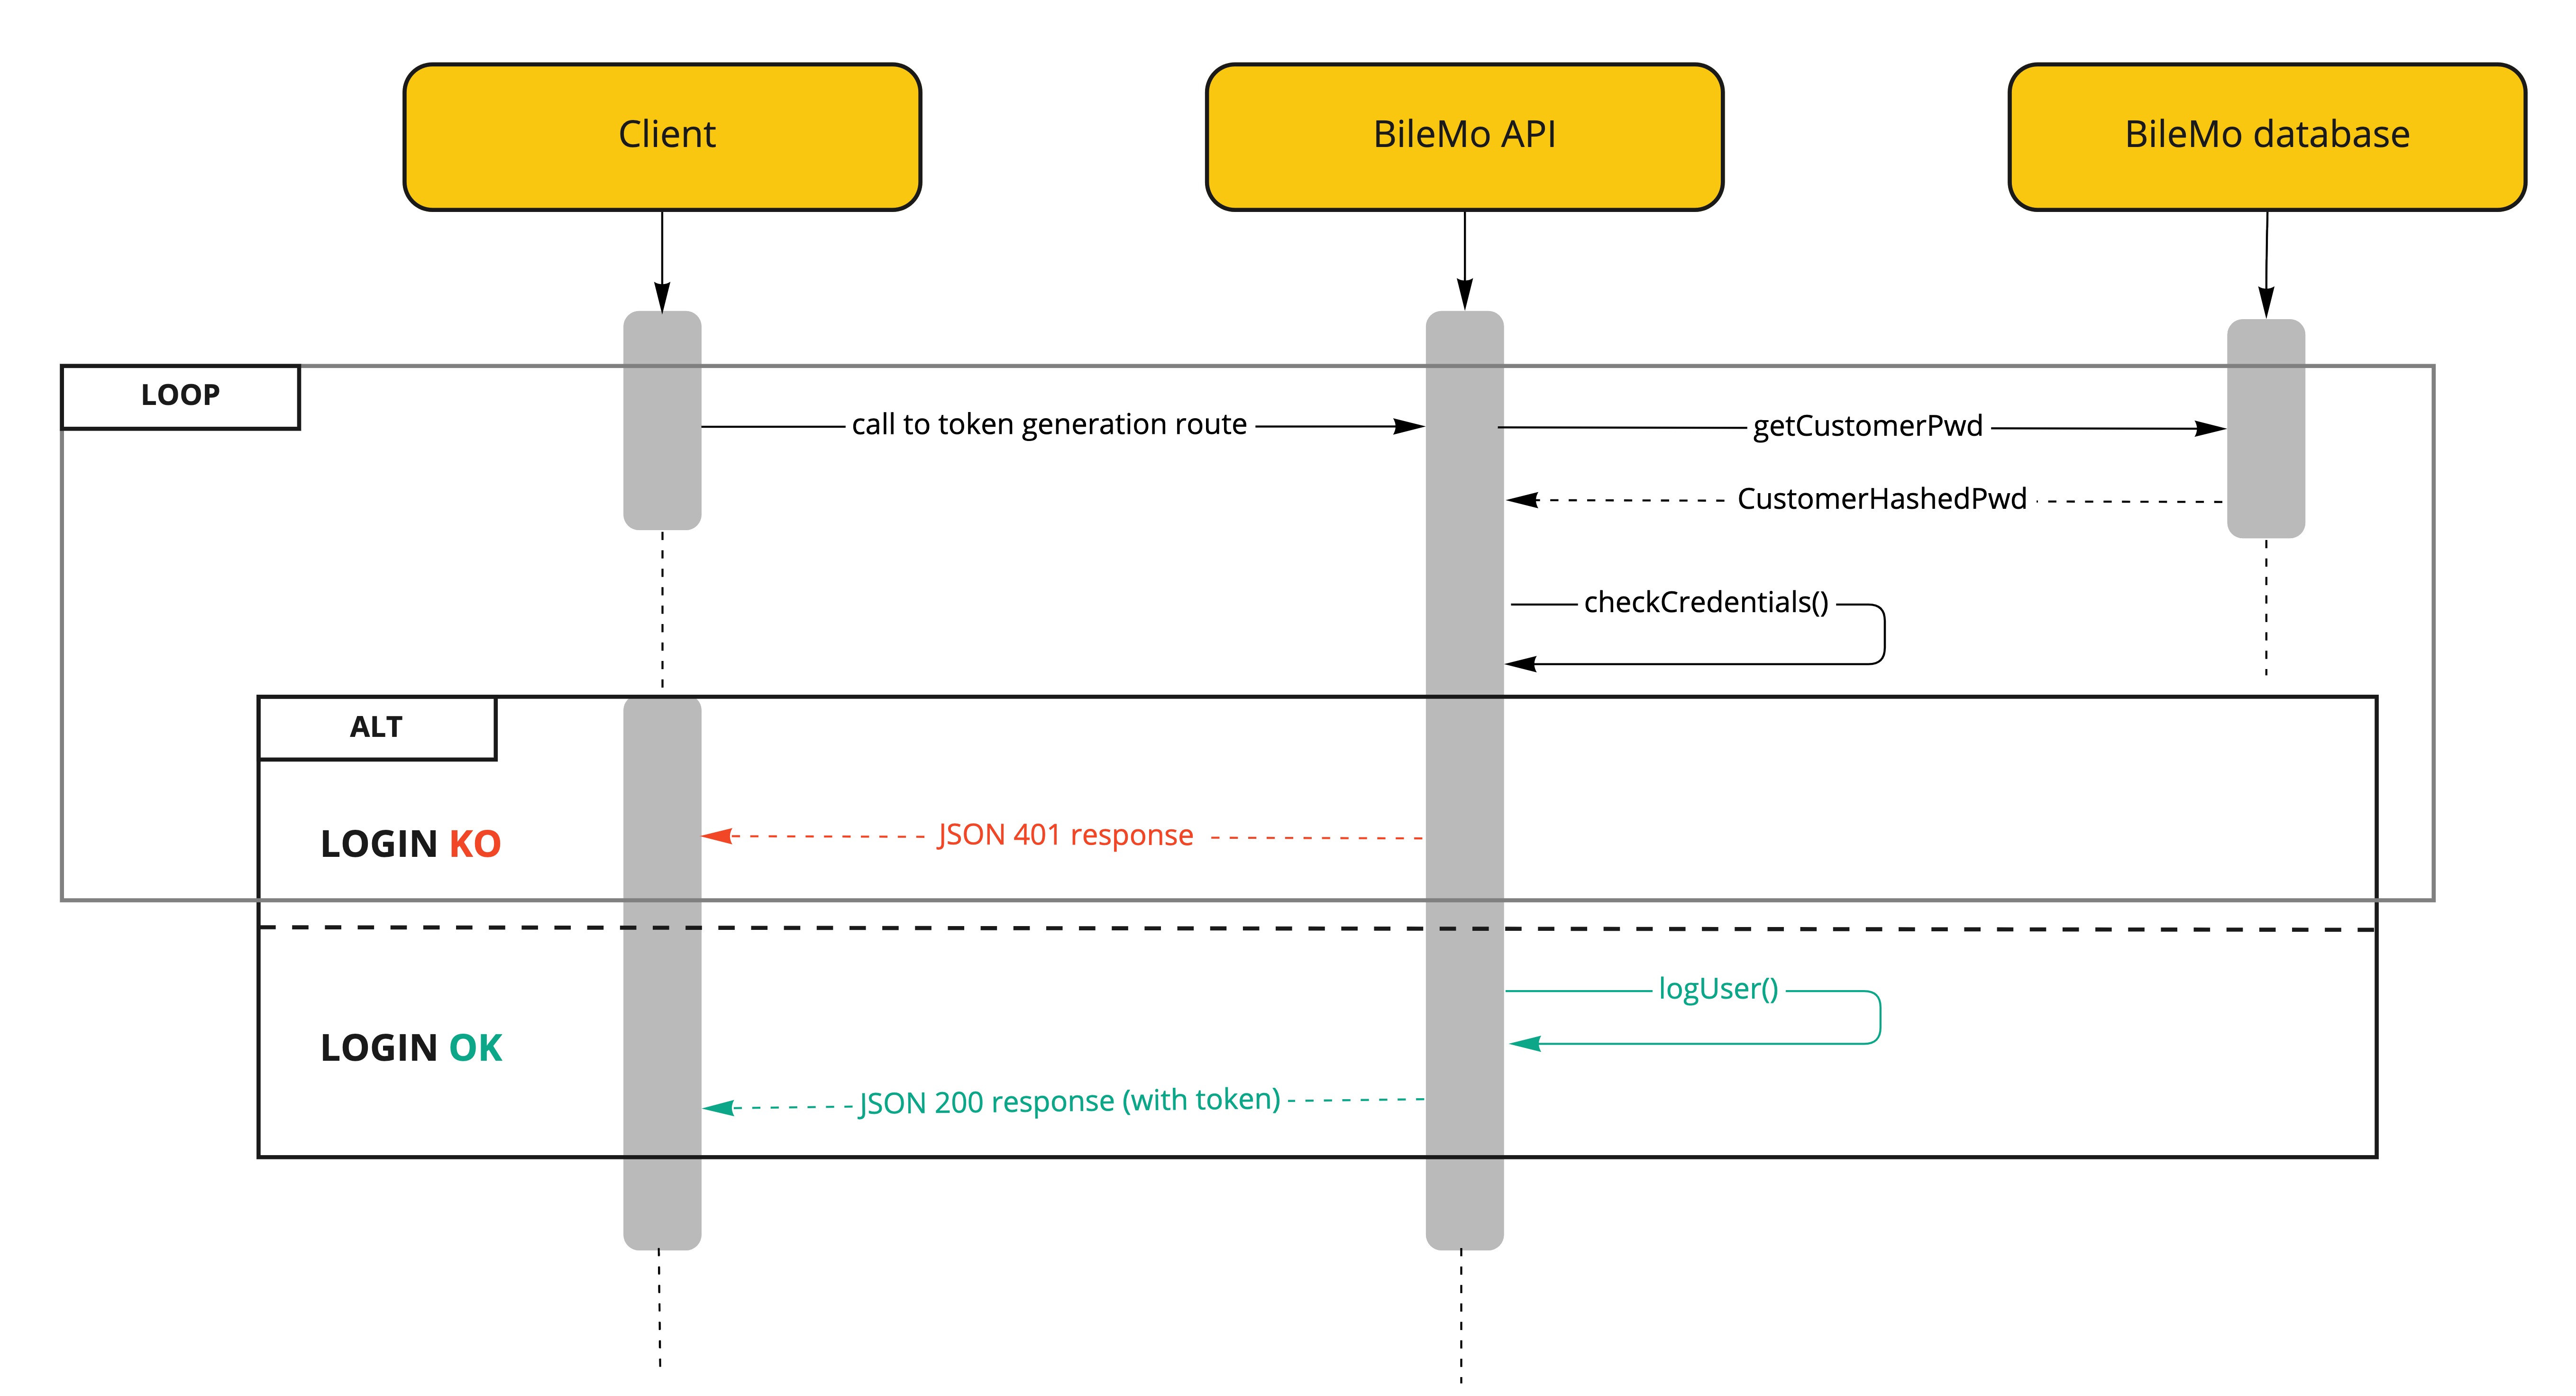 Client
BileMo API
BileMo database
LOOP
call to token generation route
getCustomerPwd
CustomerHashedPwd
checkCredentials()
ALT
LOGIN KO
JSON 401 response
logUser()
LOGIN OK
JSON 200 response (with token)